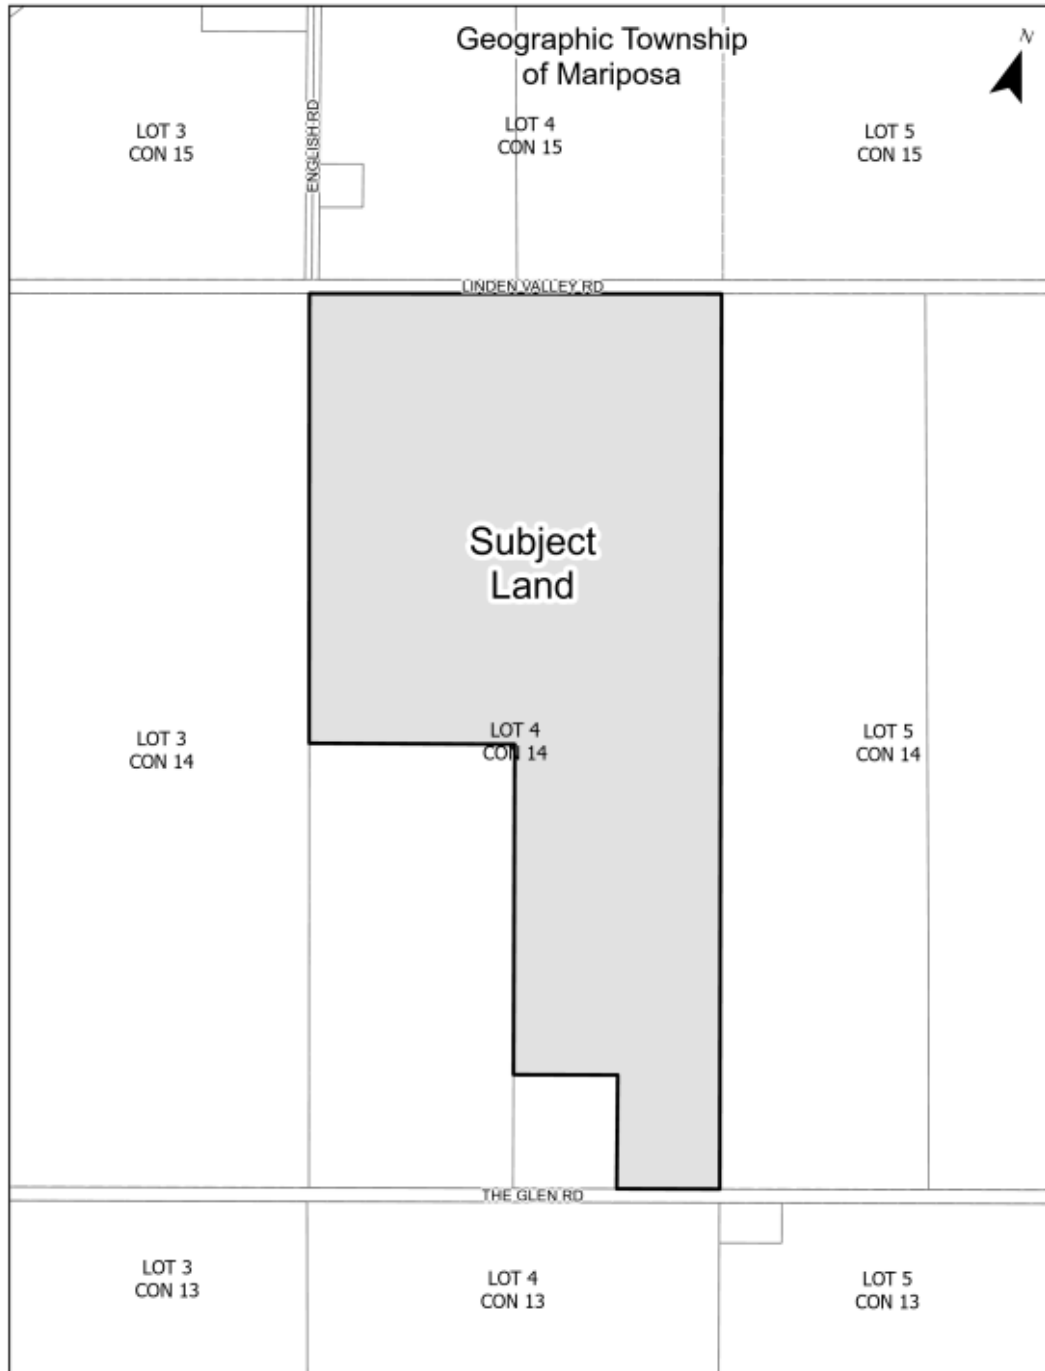 Geographic Township
of Mariposa
N
LOT 3
CON 15
ENGLISH RD
LOT 4
CON 15
LOT 5
CON 15
LINDEN VALLEY RD
Subject
Land
LOT 3
CON 14
LOT 4
CON 14
LOT 5
CON 14
THE GLEN RD
LOT 3
CON 13
LOT 4
CON 13
LOT 5
CON 13